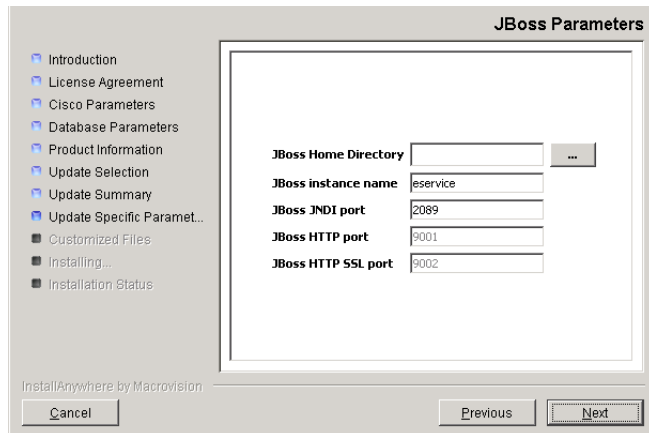 JBoss Parameters
Introduction
License Agreement
Cisco Parameters
Database Parameters
Product Information
Update Selection
Update Summary
Update Specific Paramet...
Customized Files
Installing...
Installation Status
JBoss Home Directory
...
JBoss instance name eservice
JBoss JNDI port 2089
JBoss HTTP port 9001
JBoss HTTP SSL port 9002
InstallAnywhere by Macrovision
Cancel Previous Next